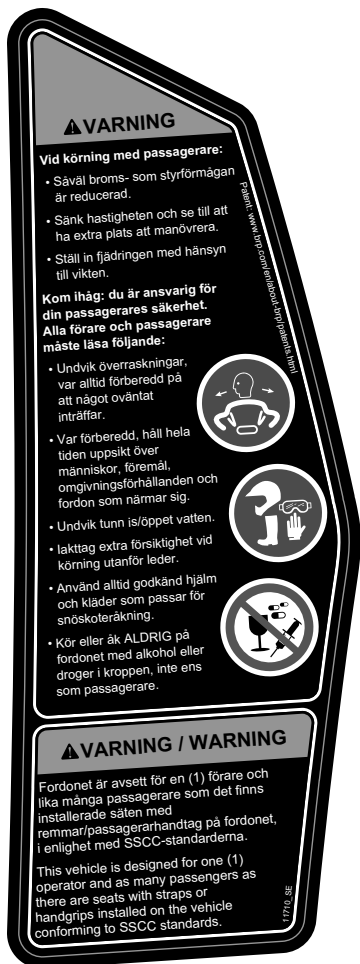 ⚠VARNING
Vid körning med passagerare:
• Såväl broms- som styrförmågan
är reducerad.
• Sänk hastigheten och se till att
ha extra plats att manövrera.
• Ställ in fjädringen med hänsyn
till vikten.
Kom ihåg: du är ansvarig för
din passagerares säkerhet.
Alla förare och passagerare
måste läsa följande:
• Undvik överraskningar,
var alltid förberedd på
att något oväntat
inträffar.
• Var förberedd, håll hela
tiden uppsikt över
människor, föremål,
omgivningsförhållanden och
fordon som närmar sig.
• Undvik tunn is/öppet vatten.
• Iakttag extra försiktighet vid
körning utanför leder.
• Använd alltid godkänd hjälm
och kläder som passar för
snöskoteråkning.
• Kör eller åk ALDRIG på
fordonet med alkohol eller
droger i kroppen, inte ens
som passagerare.
Patent: www.brp.com/en/about-brp/patents.html
⚠VARNING / WARNING
Fordonet är avsett för en (1) förare och
lika många passagerare som det finns
installerade säten med
remmar/passagerarhandtag på fordonet,
i enlighet med SSCC-standarderna.
This vehicle is designed for one (1)
operator and as many passengers as
there are seats with straps or
handgrips installed on the vehicle
conforming to SSCC standards.
11710_SE